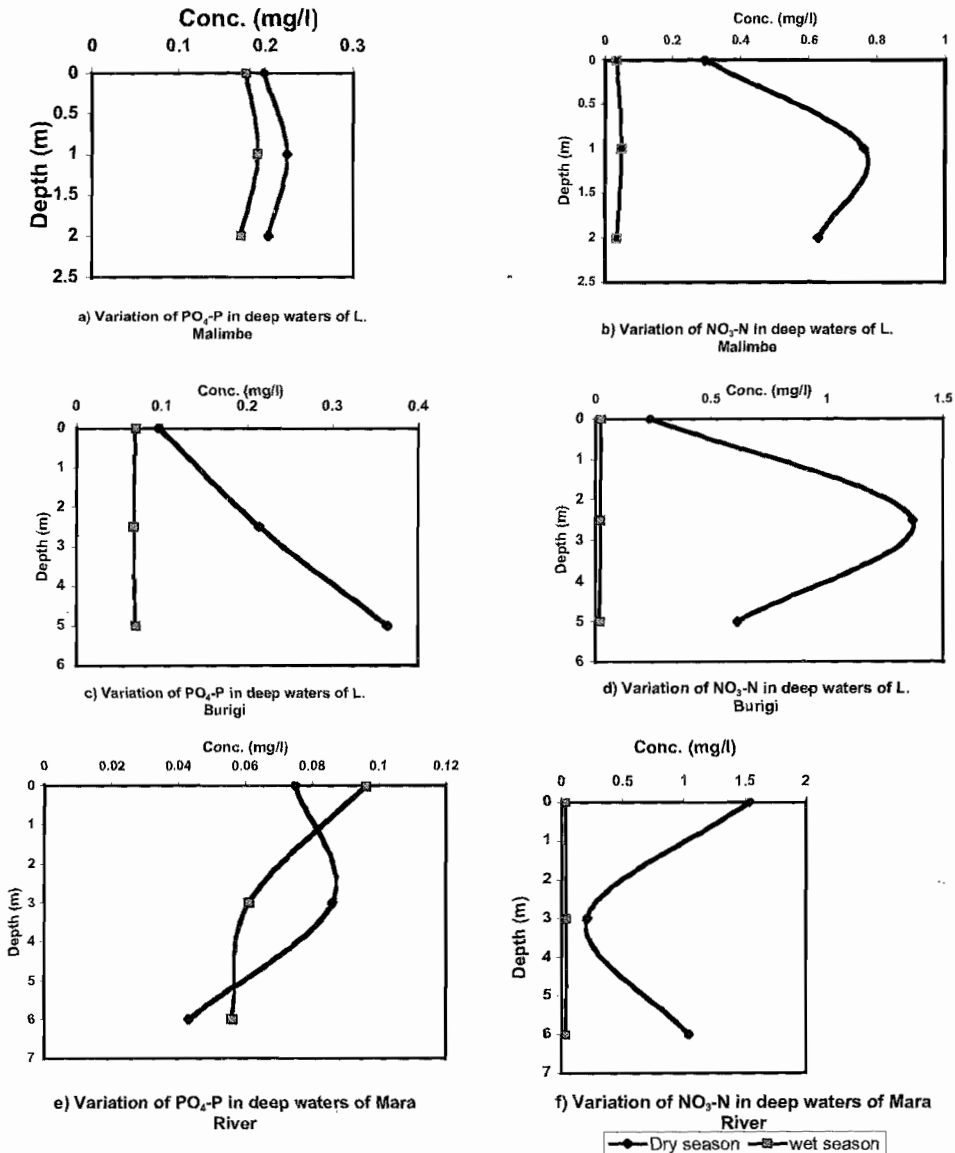 Conc. (mg/l)
0 0.1 0.2 0.3
0
0.5
1
1.5
2
2.5
Depth (m)
a) Variation of PO₄-P in deep waters of L.
Malimbe
Conc. (mg/l)
0 0.2 0.4 0.6 0.8 1
0
0.5
1
1.5
2
2.5
Depth (m)
b) Variation of NO₃-N in deep waters of L.
Malimbe
Conc. (mg/l)
0 0.1 0.2 0.3 0.4
0
1
2
3
4
5
6
Depth (m)
c) Variation of PO₄-P in deep waters of L.
Burigi
Conc. (mg/l)
0 0.5 1 1.5
0
1
2
3
4
5
6
Depth (m)
d) Variation of NO₃-N in deep waters of L.
Burigi
Conc. (mg/l)
0 0.02 0.04 0.06 0.08 0.1 0.12
0
1
2
3
4
5
6
7
Depth (m)
e) Variation of PO₄-P in deep waters of Mara
River
Conc. (mg/l)
0 0.5 1 1.5 2
0
1
2
3
4
5
6
7
Depth (m)
f) Variation of NO₃-N in deep waters of Mara
River
Dry season wet season